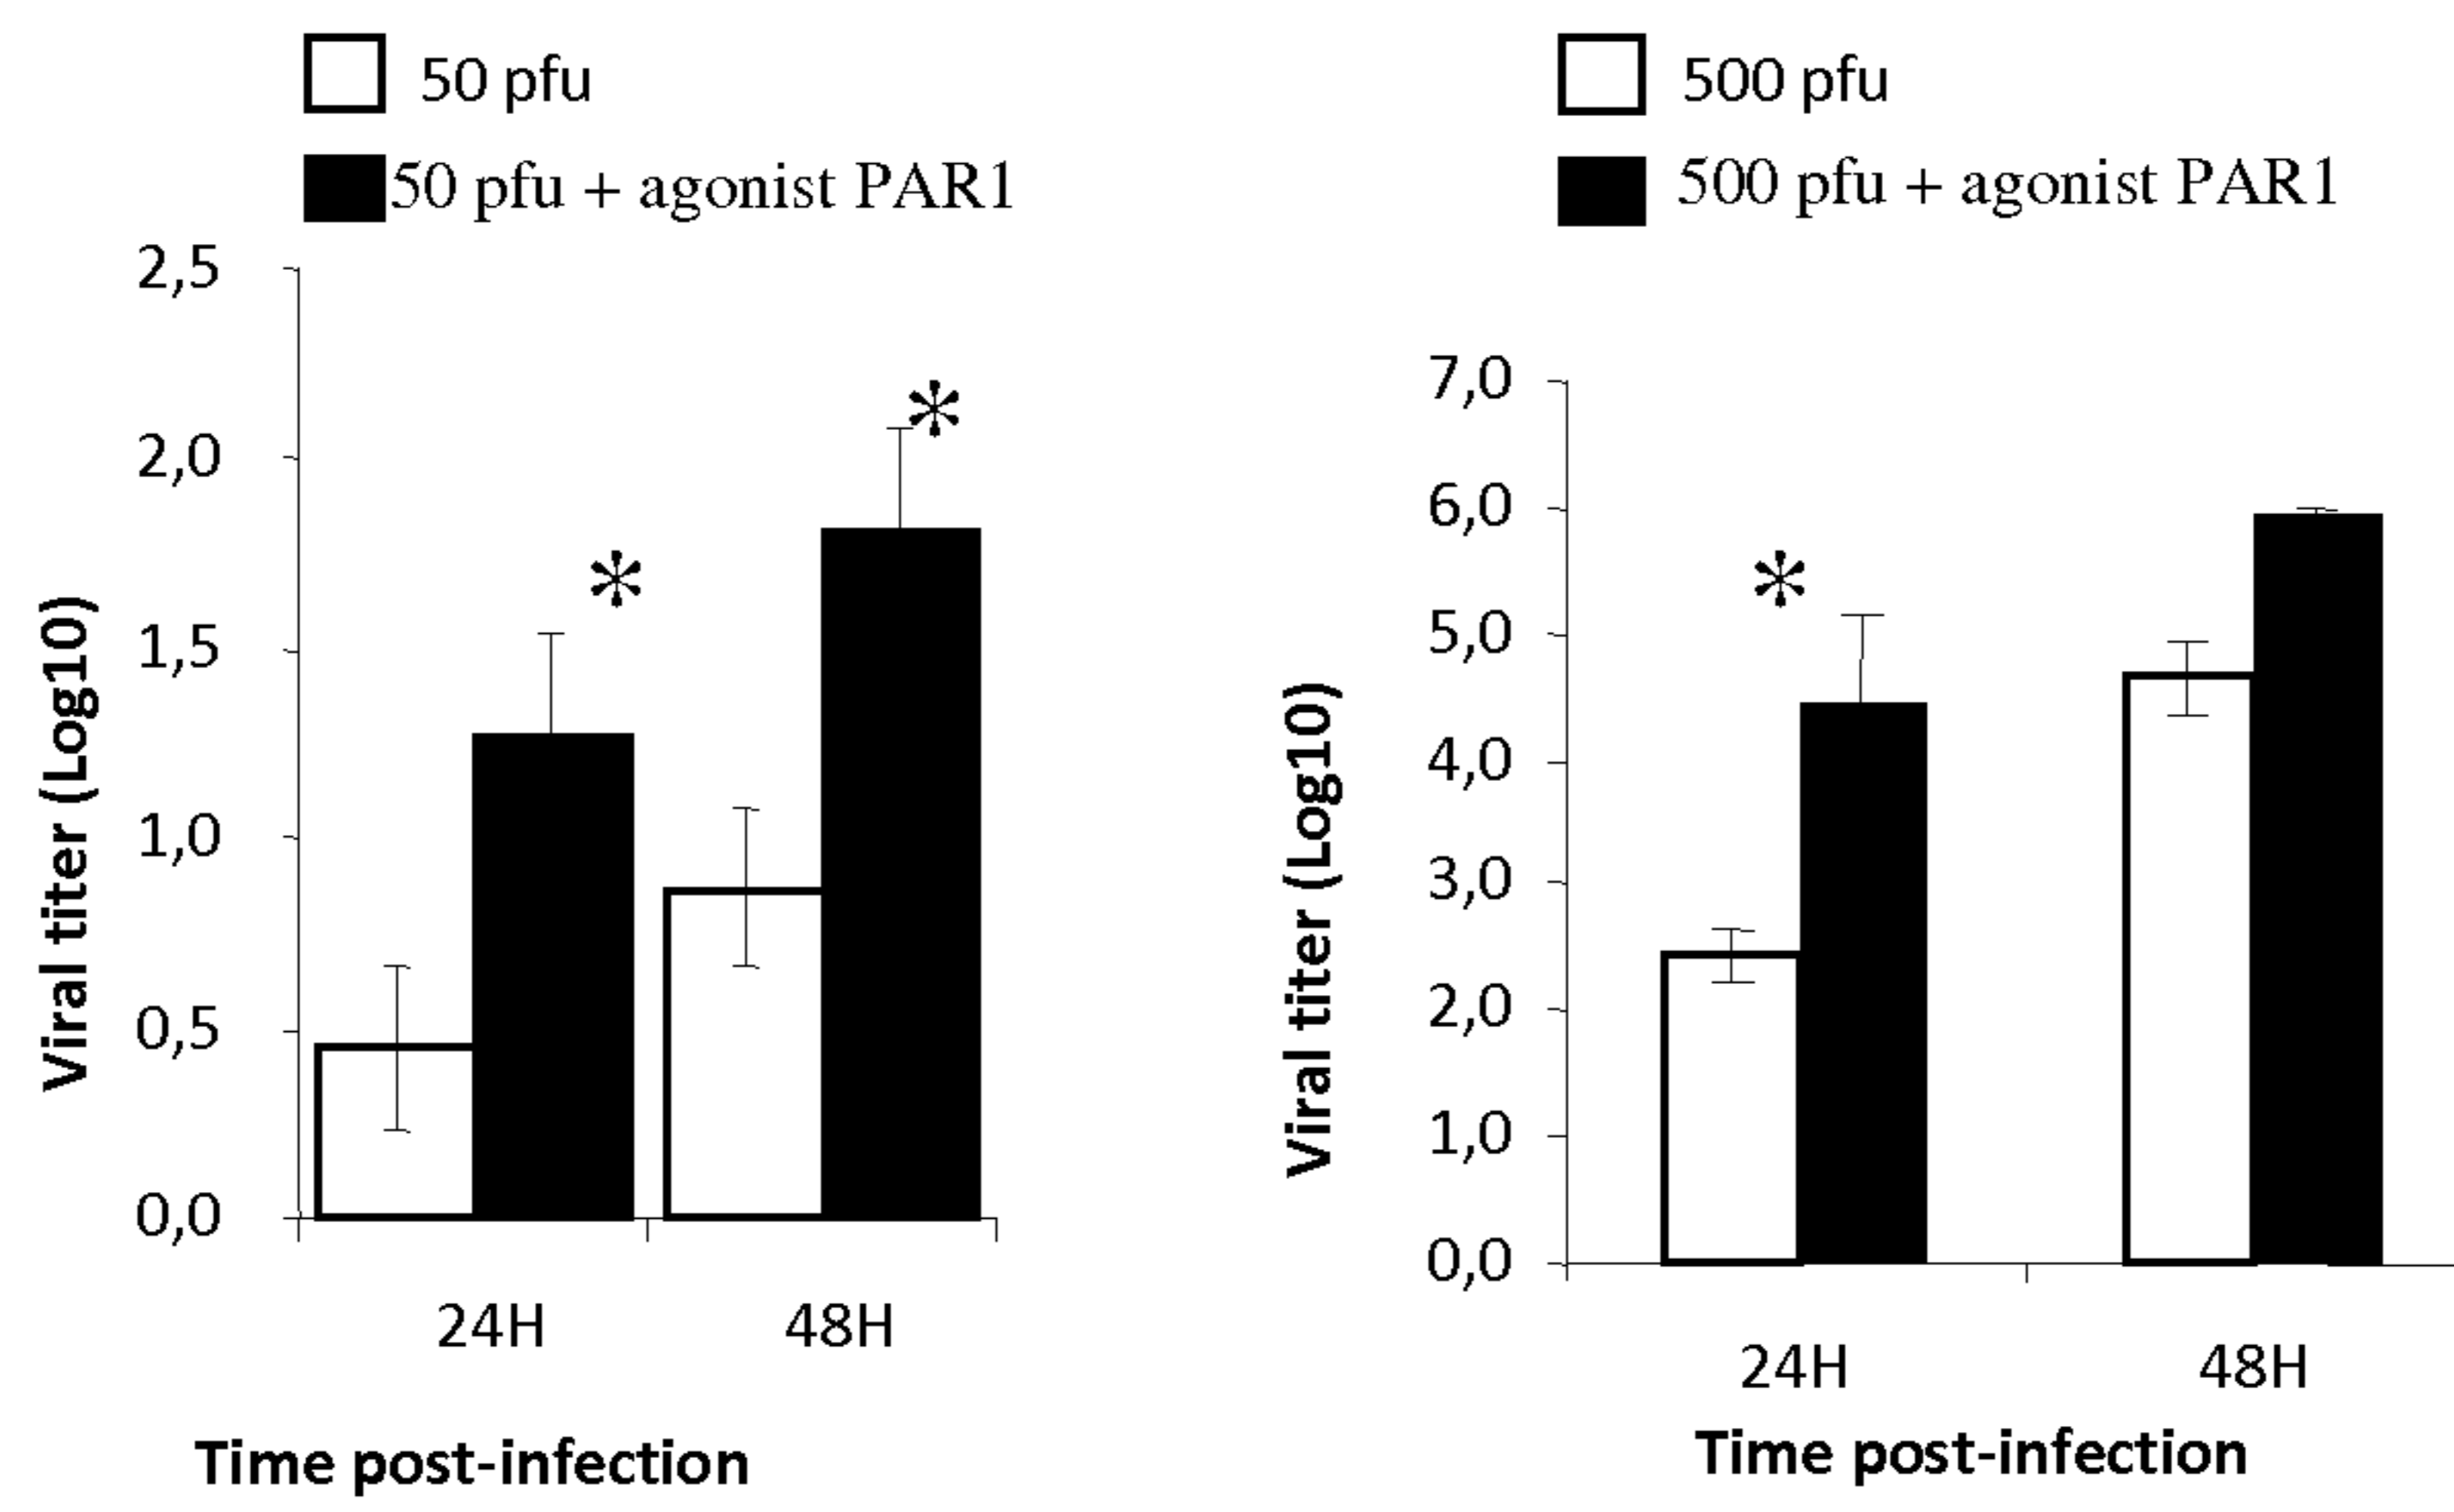 50 pfu
50 pfu + agonist PAR1
2,5
2,0
1,5
1,0
0,5
0,0
Viral titer (Log10)
*
*
24H 48H
Time post-infection
500 pfu
500 pfu + agonist PAR1
7,0
6,0
5,0
4,0
3,0
2,0
1,0
0,0
Viral titer (Log10)
*
24H 48H
Time post-infection